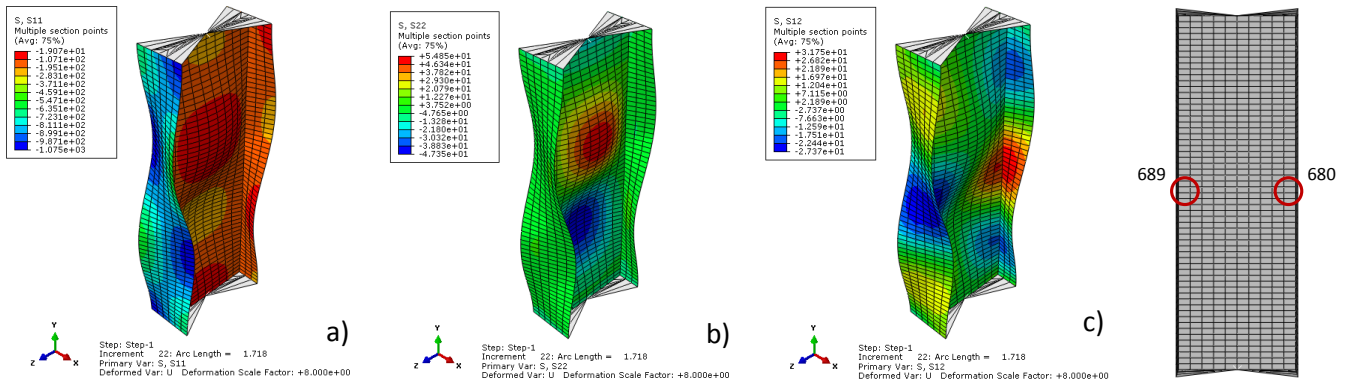 S, S11
Multiple section points
(Avg: 75%)
-1.907e+01
-1.071e+02
-1.951e+02
-2.831e+02
-3.711e+02
-4.591e+02
-5.471e+02
-6.351e+02
-7.231e+02
-8.111e+02
-8.991e+02
-9.871e+02
-1.075e+03
Y
Z
X
a)
Step: Step-1
Increment 22: Arc Length = 1.718
Primary Var: S, S11
Deformed Var: U Deformation Scale Factor: +8.000e+00
S, S22
Multiple section points
(Avg: 75%)
+5.485e+01
+4.634e+01
+3.782e+01
+2.930e+01
+2.079e+01
+1.227e+01
+3.752e+00
-4.765e+00
-1.328e+01
-2.180e+01
-3.032e+01
-3.883e+01
-4.735e+01
Y
Z
X
b)
Step: Step-1
Increment 22: Arc Length = 1.718
Primary Var: S, S22
Deformed Var: U Deformation Scale Factor: +8.000e+00
S, S12
Multiple section points
(Avg: 75%)
+3.175e+01
+2.682e+01
+2.189e+01
+1.697e+01
+1.204e+01
+7.115e+00
+2.189e+00
-2.737e+00
-7.663e+00
-1.259e+01
-1.751e+01
-2.244e+01
-2.737e+01
Y
Z
X
c)
Step: Step-1
Increment 22: Arc Length = 1.718
Primary Var: S, S12
Deformed Var: U Deformation Scale Factor: +8.000e+00
689
680